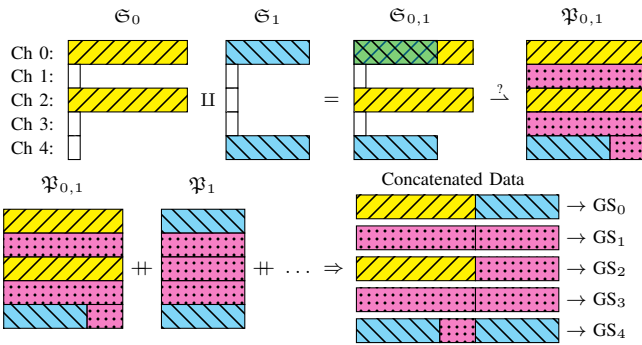 𝔖₀ 𝔖₁ 𝔖₀,₁ 𝔓₀,₁
Ch 0:
Ch 1:
Ch 2: ⨿ = ?⇀
Ch 3:
Ch 4:
𝔓₀,₁ 𝔓₁ Concatenated Data
→ GS₀
→ GS₁
⧺ ⧺ ... ⇒ → GS₂
→ GS₃
→ GS₄